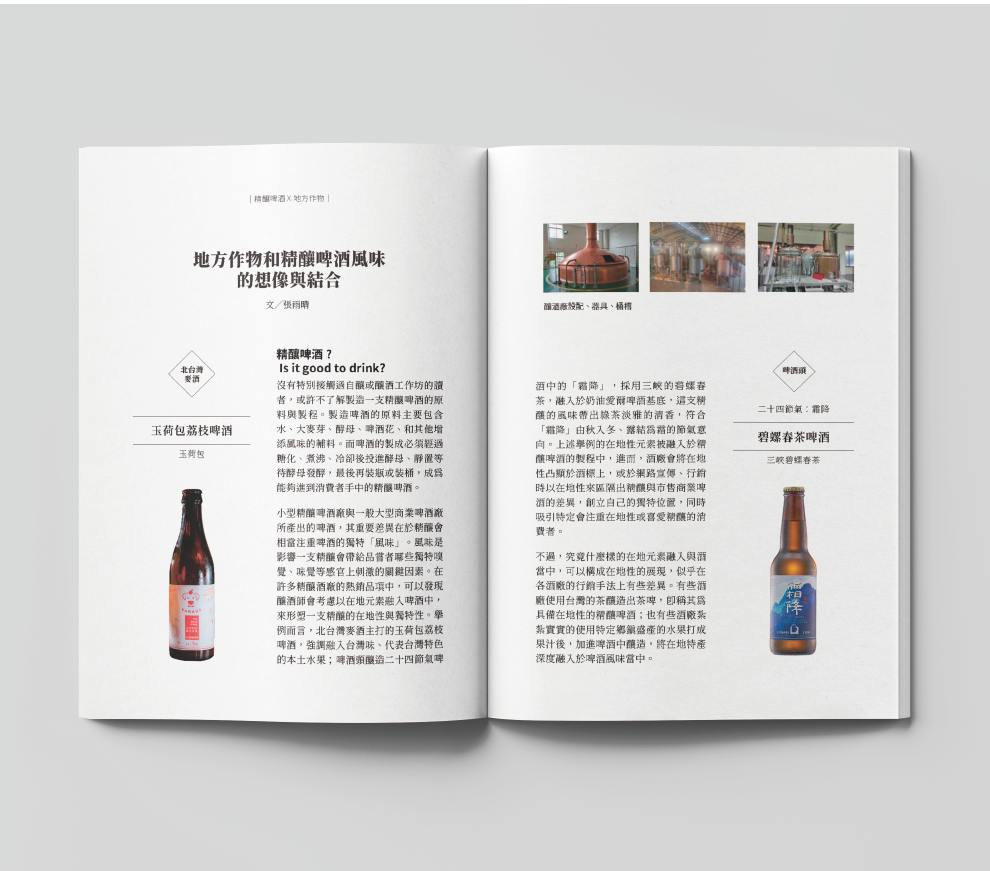 ｜精釀啤酒 X 地方作物｜
地方作物和精釀啤酒風味
的想像與結合
文／張雨晴
北台灣
麥酒
玉荷包荔枝啤酒
玉荷包
精釀啤酒？
Is it good to drink?
沒有特別接觸過自釀或釀酒工作坊的讀
者，或許不了解製造一支精釀啤酒的原
料與製程。製造啤酒的原料主要包含
水、大麥芽、酵母、啤酒花、和其他增
添風味的輔料。而啤酒的製成必須經過
糖化、煮沸、冷卻後投進酵母、靜置等
待酵母發酵，最後再裝瓶或裝桶，成為
能夠進到消費者手中的精釀啤酒。
小型精釀啤酒廠與一般大型商業啤酒廠
所產出的啤酒，其重要差異在於精釀會
相當注重啤酒的獨特「風味」。風味是
影響一支精釀會帶給品嘗者哪些獨特嗅
覺、味覺等感官上刺激的關鍵因素。在
許多精釀酒廠的熱銷品項中，可以發現
釀酒師會考慮以在地元素融入啤酒中，
來形塑一支精釀的在地性與獨特性。舉
例而言，北台灣麥酒主打的玉荷包荔枝
啤酒，強調融入台灣味、代表台灣特色
的本土水果；啤酒頭釀造二十四節氣啤
釀酒廠設配、器具、桶槽
酒中的「霜降」，採用三峽的碧螺春
茶，融入於奶油愛爾啤酒基底，這支精
釀的風味帶出綠茶淡雅的清香，符合
「霜降」由秋入冬、露結為霜的節氣意
向。上述舉例的在地性元素被融入於精
釀啤酒的製程中，進而，酒廠會將在地
性凸顯於酒標上，或於網路宣傳、行銷
時以在地性來區隔出精釀與市售商業啤
酒的差異，創立自己的獨特位置，同時
吸引特定會注重在地性或喜愛精釀的消
費者。
不過，究竟什麼樣的在地元素融入與酒
當中，可以構成在地性的展現，似乎在
各酒廠的行銷手法上有些差異。有些酒
廠使用台灣的茶釀造出茶啤，即稱其為
具備在地性的精釀啤酒；也有些酒廠紮
紮實實的使用特定鄉鎮盛產的水果打成
果汁後，加進啤酒中釀造，將在地特產
深度融入於啤酒風味當中。
啤酒頭
二十四節氣：霜降
碧螺春茶啤酒
三峽碧螺春茶
霜降